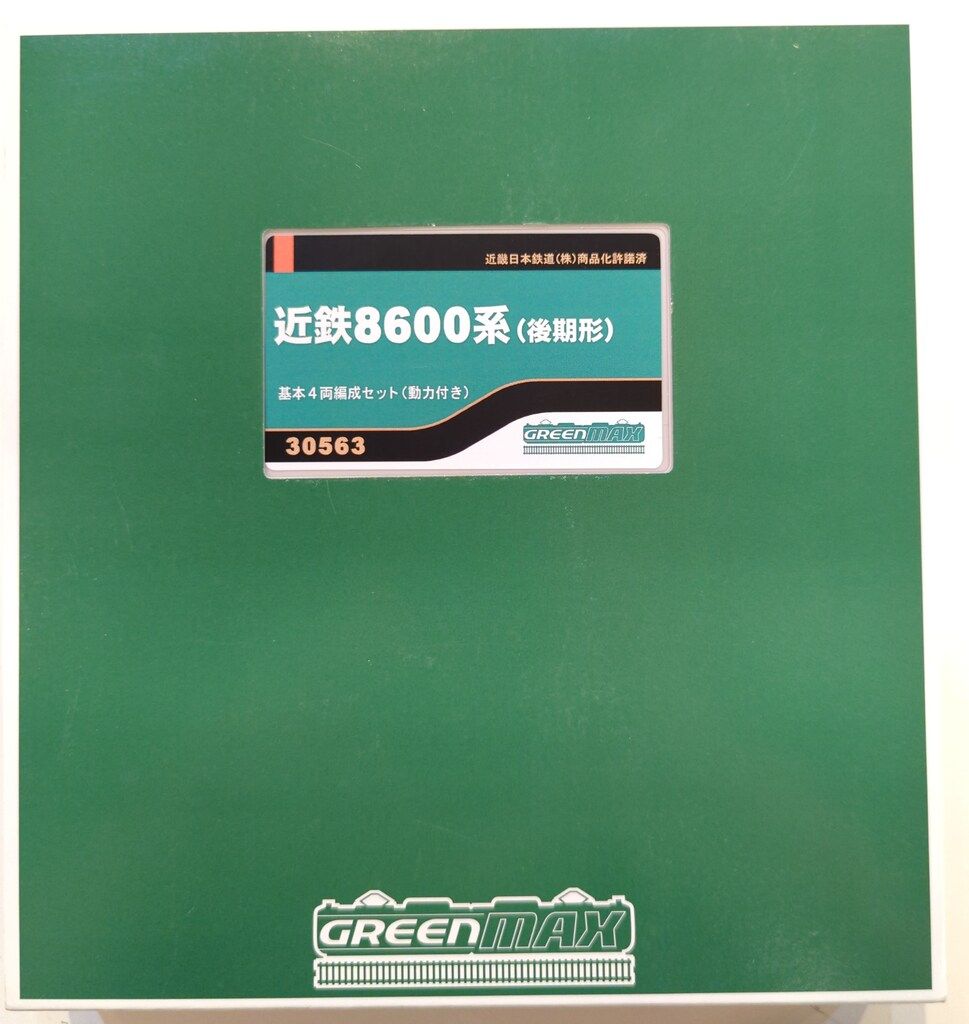 近畿日本鉄道(株)商品化許諾済
近鉄8600系(後期形)
基本4両編成セット(動力付き)
30563
GREENMAX
GREENMAX